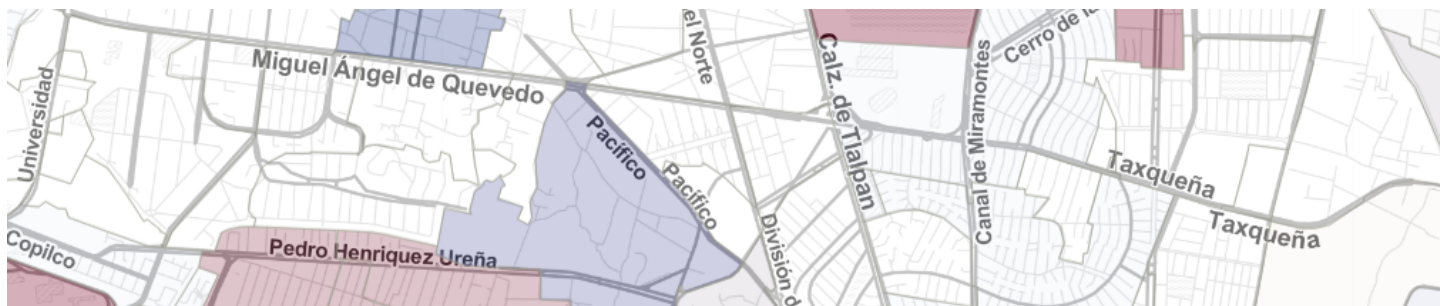 el Norte
Cerro de la
Miguel Ángel de Quevedo
Calz. de Tlalpan
Universidad
Canal de Miramontes
Pacífico
Pacífico
Taxqueña
Taxqueña
División d
Copilco
Pedro Henriquez Ureña